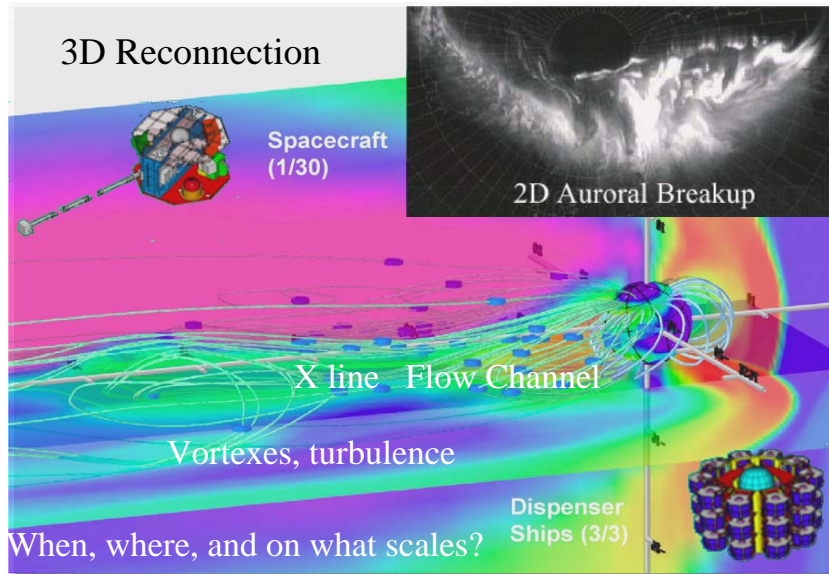 3D Reconnection
Spacecraft
(1/30)
2D Auroral Breakup
X line   Flow Channel
Vortexes, turbulence
Dispenser
Ships (3/3)
When, where, and on what scales?